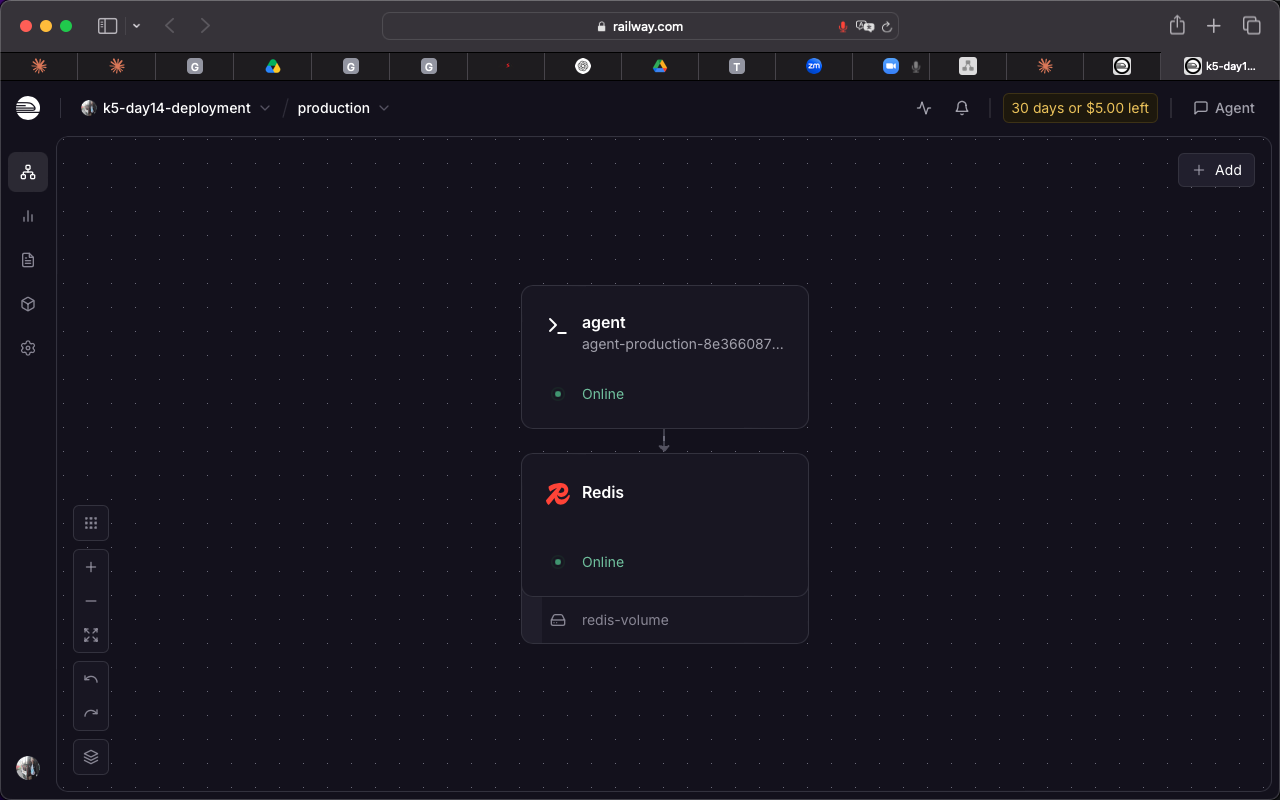 railway.com
G
G
G
T
zm
k5-day1...
k5-day14-deployment / production
30 days or $5.00 left
Agent
+ Add
agent
agent-production-8e366087...
Online
Redis
Online
redis-volume